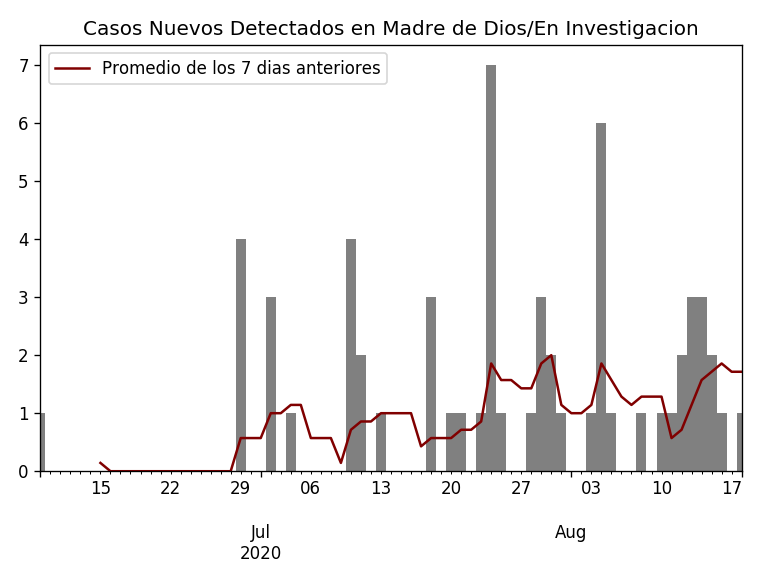 Casos Nuevos Detectados en Madre de Dios/En Investigacion
Promedio de los 7 dias anteriores
7
6
5
4
3
2
1
0
15 22 29 06 13 20 27 03 10 17
Jul Aug
2020